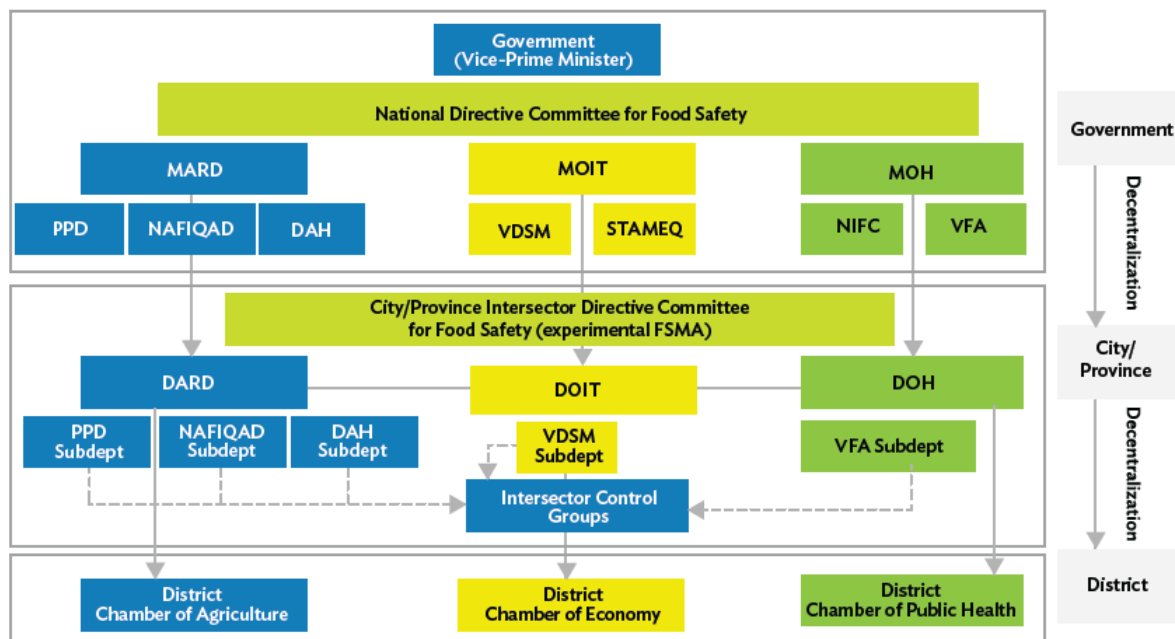 Government
(Vice-Prime Minister)
National Directive Committee for Food Safety
MARD
MOIT
MOH
PPD
NAFIQAD
DAH
VDSM
STAMEQ
NIFC
VFA
City/Province Intersector Directive Committee
for Food Safety (experimental FSMA)
DARD
DOIT
DOH
PPD
Subdept
NAFIQAD
Subdept
DAH
Subdept
VDSM
Subdept
VFA Subdept
Intersector Control
Groups
District
Chamber of Agriculture
District
Chamber of Economy
District
Chamber of Public Health
Government
Decentralization
City/
Province
Decentralization
District